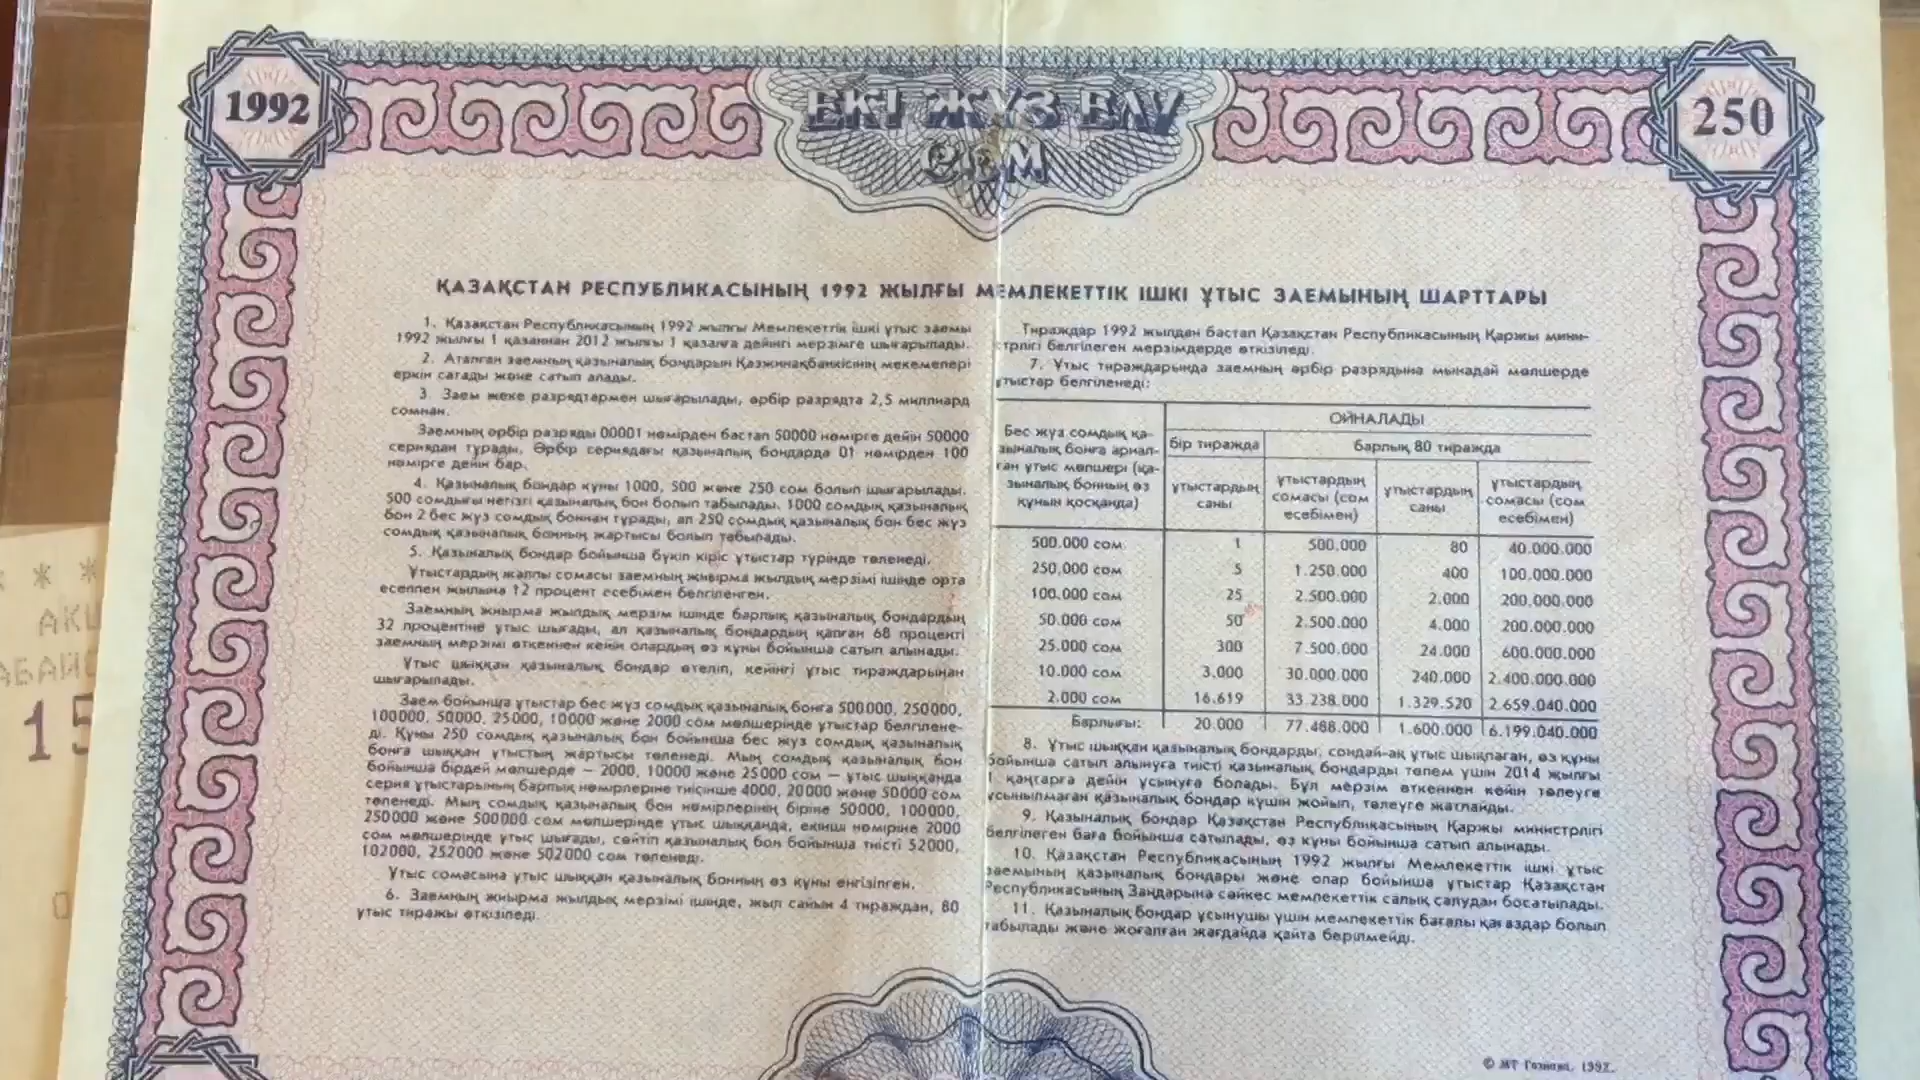 1992
ЕКІ ЖҮЗ ЕЛУ
СОМ
250
ҚАЗАҚСТАН РЕСПУБЛИКАСЫНЫҢ 1992 ЖЫЛҒЫ МЕМЛЕКЕТТІК ІШКІ ҰТЫС ЗАЕМЫНЫҢ ШАРТТАРЫ
1. Қазақстан Республикасының 1992 жылғы Мемлекеттік ішкі ұтыс заемы
1992 жылғы 1 қазаннан 2012 жылғы 1 қазанға дейінгі мерзімге шығарылады.
2. Аталған заемның қазыналық бондарын Қазжинақбанкісінің мекемелері
еркін сатады және сатып алады.
3. Заем жеке разрядтармен шығарылады, әрбір разрядта 2,5 миллиард
сомнан.
Заемның әрбір разряды 00001 нөмірден бастап 50000 нөмірге дейін 50000
сериядан турады. Әрбір сериядағы қазыналық бондарда 01 нөмірден 100
нөмірге дейін бар.
4. Қазыналық бондар құны 1000, 500 және 250 сом болып шығарылады.
500 сомдығы негізгі қазыналық бон болып табылады. 1000 сомдық қазыналық
бон 2 бес жүз сомдық боннан тұрады, ал 250 сомдық қазыналық бон бес жүз
сомдық қазыналық бонның жартысы болып табылады.
5. Қазыналық бондар бойынша бүкіл кіріс ұтыстар түрінде төленеді.
Ұтыстардың жалпы сомасы заемның жиырма жылдық мерзімі ішінде орта
есеппен жылына 12 процент есебімен белгіленген.
Заемның жиырма жылдық мерзім ішінде барлық қазыналық бондардың
32 процентіне ұтыс шығады, ал қазыналық бондардың қалған 68 проценті
заемның мерзімі өткеннен кейін олардың өз құны бойынша сатып алынады.
Ұтыс шыққан қазыналық бондар өтеліп, кейінгі ұтыс тираждарынан
шығарылады.
Заем бойынша ұтыстар бес жүз сомдық қазыналық бонға 500000, 250000,
100000, 50000, 25000, 10000 және 2000 сом мөлшерінде ұтыстар белгілене-
ді. Құны 250 сомдық қазыналық бон бойынша бес жүз сомдық қазыналық
бонға шыққан ұтыстың жартысы төленеді. Мың сомдық қазыналық бон
бойынша бірдей мөлшерде — 2000, 10000 және 25000 сом — ұтыс шыққанда
серия ұтыстарының барлық нөмірлеріне тиісінше 4000, 20000 және 50000 сом
төленеді. Мың сомдық қазыналық бон нөмірлерінің біріне 50000, 100000,
250000 және 500000 сом мөлшерінде ұтыс шыққанда, екінші нөміріне 2000
сом мөлшерінде ұтыс шығады, сөйтіп қазыналық бон бойынша тиісті 52000,
102000, 252000 және 502000 сом төленеді.
Ұтыс сомасына ұтыс шыққан қазыналық бонның өз құны енгізілген.
6. Заемның жиырма жылдық мерзімі ішінде, жыл сайын 4 тираждан, 80
ұтыс тиражы өткізіледі.
Тираждар 1992 жылдан бастап Қазақстан Республикасының Қаржы мини-
стрлігі белгілеген мерзімдерде өткізіледі.
7. Ұтыс тираждарында заемның әрбір разрядына мынадай мөлшерде
ұтыстар белгіленеді:
Бес жүз сомдық қа-
зыналық бонға арнал-
ған ұтыс мөлшері (қа-
зыналық бонның өз
құнын қосқанда)
ОЙНАЛАДЫ
бір тиражда
барлық 80 тиражда
ұтыстардың
саны
ұтыстардың
сомасы (сом
есебімен)
ұтыстардың
саны
ұтыстардың
сомасы (сом
есебімен)
500.000 сом 1 500.000 80 40.000.000
250.000 сом 5 1.250.000 400 100.000.000
100.000 сом 25 2.500.000 2.000 200.000.000
50.000 сом 50 2.500.000 4.000 200.000.000
25.000 сом 300 7.500.000 24.000 600.000.000
10.000 сом 3.000 30.000.000 240.000 2.400.000.000
2.000 сом 16.619 33.238.000 1.329.520 2.659.040.000
Барлығы: 20.000 77.488.000 1.600.000 6.199.040.000
8. Ұтыс шыққан қазыналық бондарды, сондай-ақ ұтыс шықпаған, өз құны
бойынша сатып алынуға тиісті қазыналық бондарды төлем үшін 2014 жылғы
1 қаңтарға дейін ұсынуға болады. Бұл мерзім өткеннен кейін төлеуге
ұсынылмаған қазыналық бондар күшін жойып, төлеуге жатпайды.
9. Қазыналық бондар Қазақстан Республикасының Қаржы министрлігі
белгілеген баға бойынша сатылады, өз құны бойынша сатып алынады.
10. Қазақстан Республикасының 1992 жылғы Мемлекеттік ішкі ұтыс
заемының қазыналық бондары және олар бойынша ұтыстар Қазақстан
Республикасының Заңдарына сәйкес мемлекеттік салық салудан босатылады.
11. Қазыналық бондар ұсынушы үшін мемлекеттік бағалы қағаздар болып
табылады және жоғалған жағдайда қайта берілмейді.
© МТ Гознака. 1992.
15